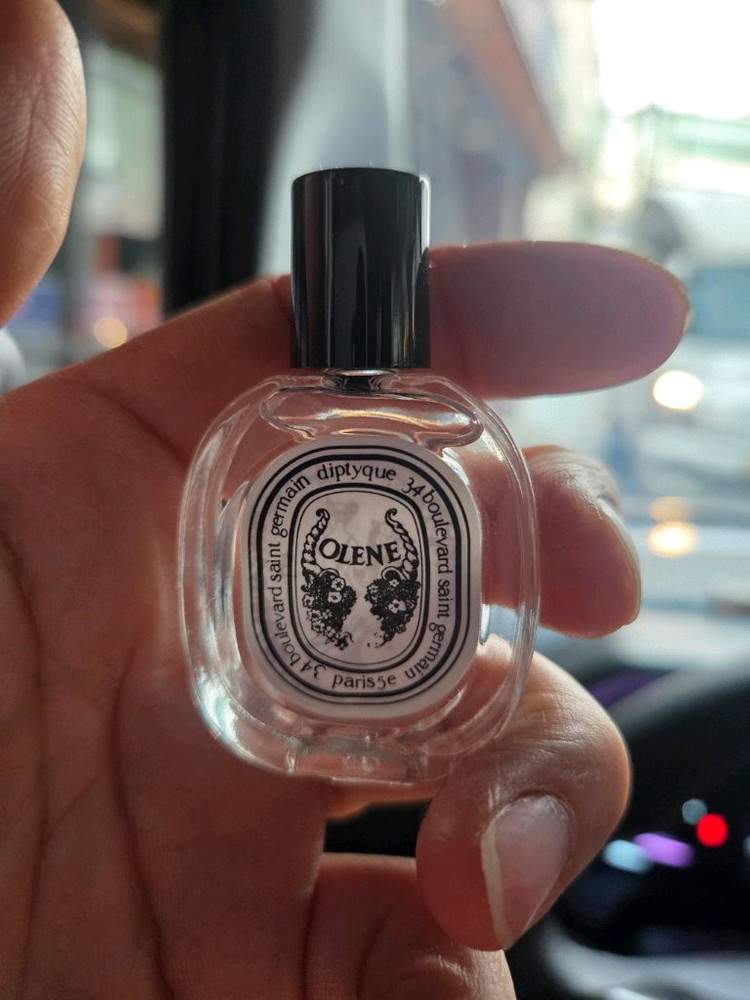 diptyque 34 boulevard saint germain
paris5e
34 boulevard saint germain
OLENE